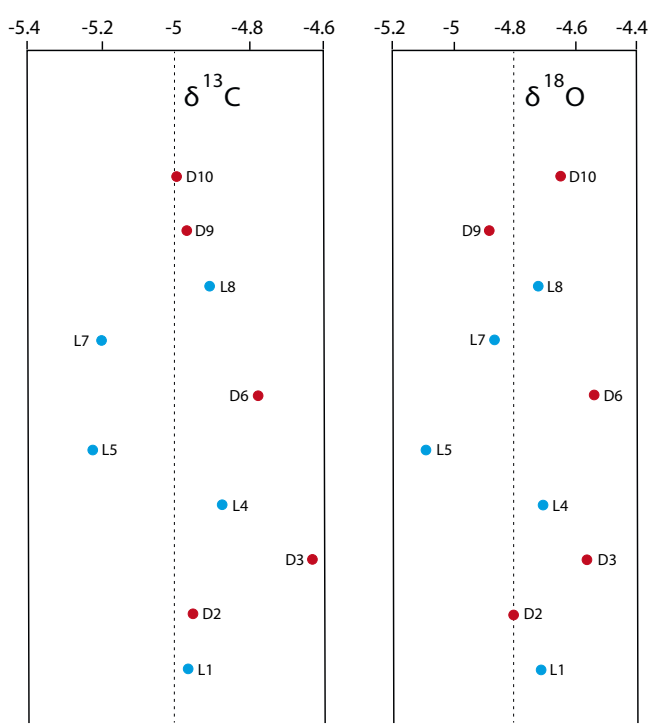 -5.4 -5.2 -5 -4.8 -4.6 -5.2 -5 -4.8 -4.6 -4.4
δ¹³C δ¹⁸O
D10 D10
D9 D9
L8 L8
L7 L7
D6 D6
L5 L5
L4 L4
D3 D3
D2 D2
L1 L1